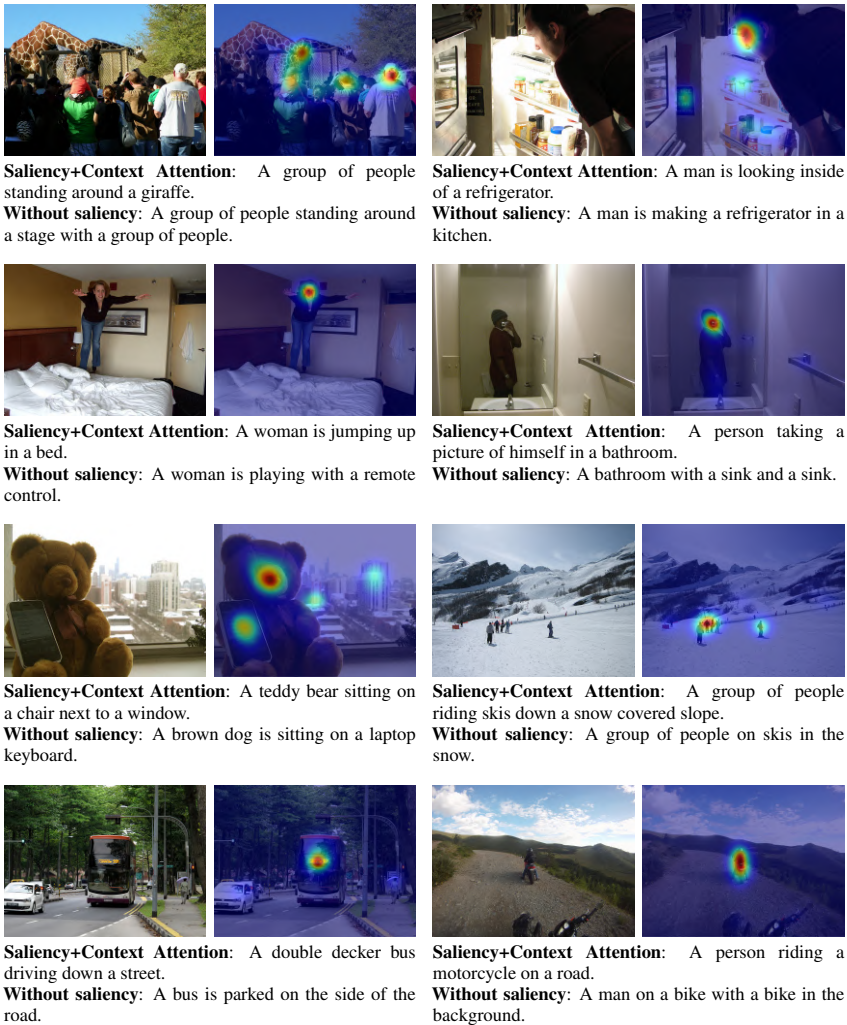 Saliency+Context Attention: A group of people
standing around a giraffe.
Without saliency: A group of people standing around
a stage with a group of people.
Saliency+Context Attention: A man is looking inside
of a refrigerator.
Without saliency: A man is making a refrigerator in a
kitchen.
Saliency+Context Attention: A woman is jumping up
in a bed.
Without saliency: A woman is playing with a remote
control.
Saliency+Context Attention: A person taking a
picture of himself in a bathroom.
Without saliency: A bathroom with a sink and a sink.
Saliency+Context Attention: A teddy bear sitting on
a chair next to a window.
Without saliency: A brown dog is sitting on a laptop
keyboard.
Saliency+Context Attention: A group of people
riding skis down a snow covered slope.
Without saliency: A group of people on skis in the
snow.
Saliency+Context Attention: A double decker bus
driving down a street.
Without saliency: A bus is parked on the side of the
road.
Saliency+Context Attention: A person riding a
motorcycle on a road.
Without saliency: A man on a bike with a bike in the
background.